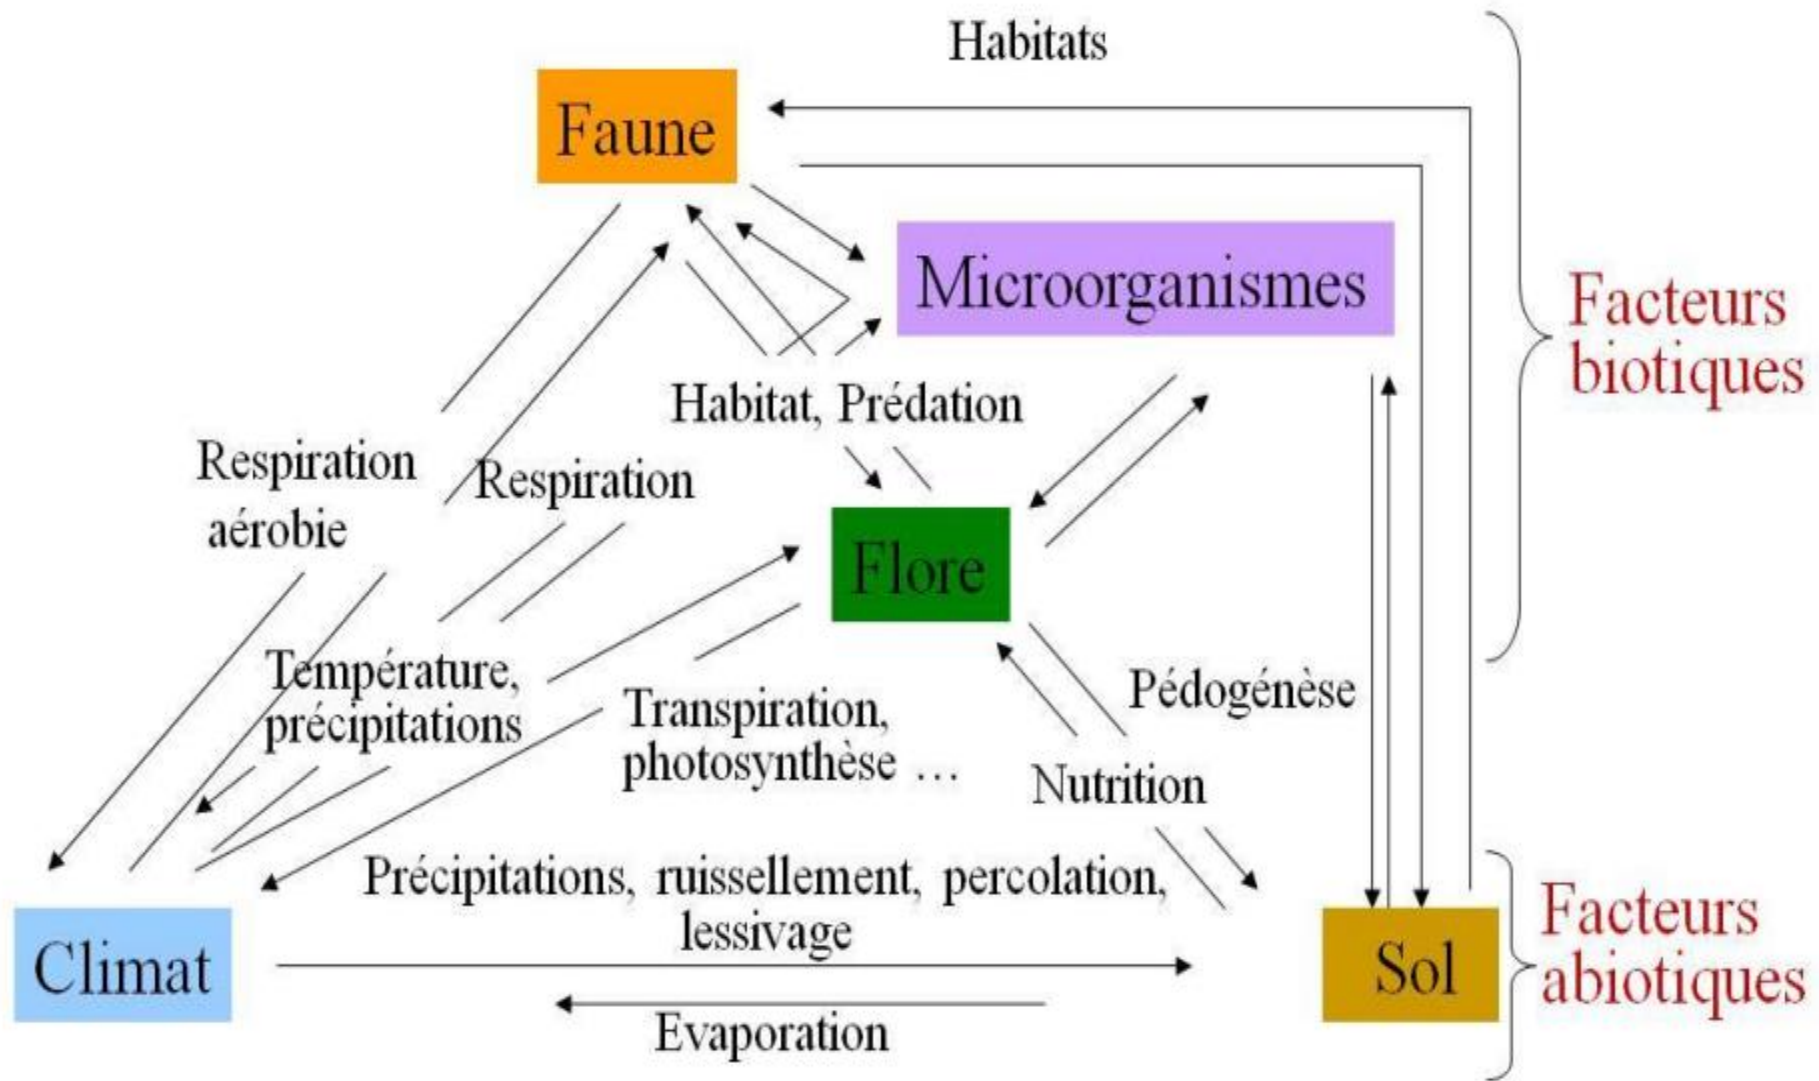 Habitats
Faune
Microorganismes
Facteurs
biotiques
Habitat, Prédation
Respiration
aérobie
Respiration
Flore
Température,
précipitations
Transpiration,
photosynthèse ...
Pédogénèse
Nutrition
Précipitations, ruissellement, percolation,
lessivage
Climat
Sol
Facteurs
abiotiques
Evaporation